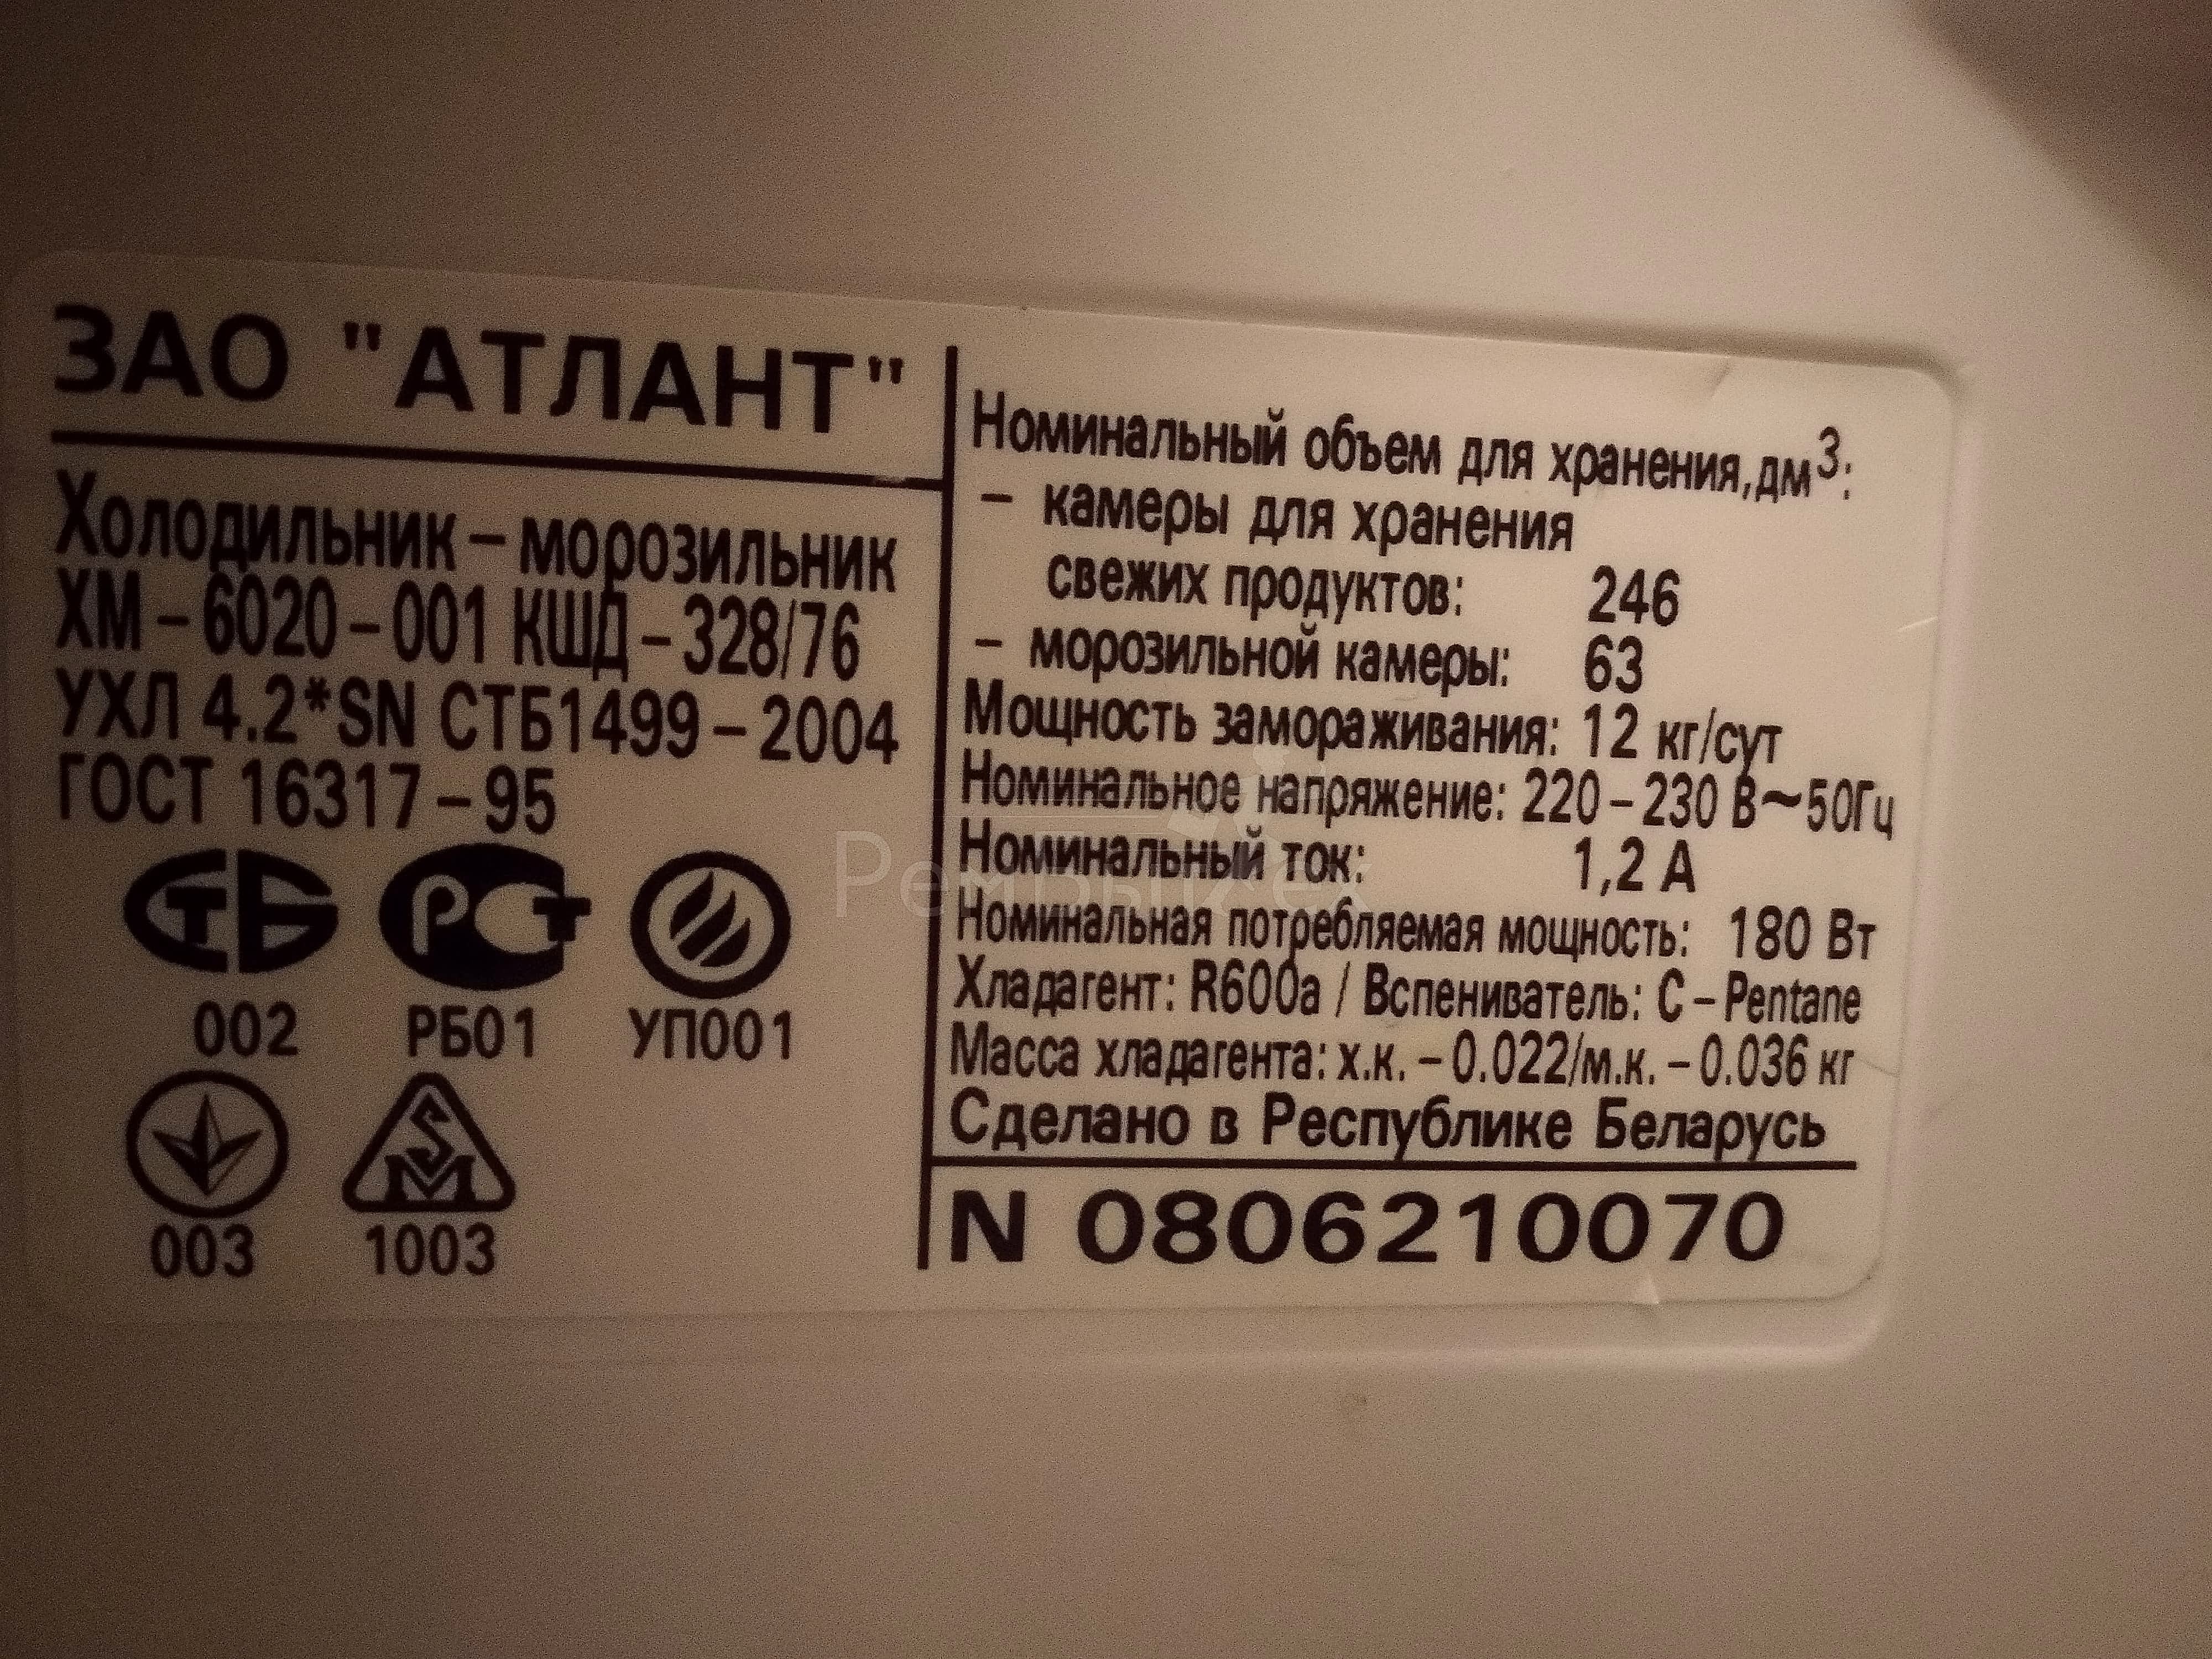 ЗАО "АТЛАНТ"
Холодильник – морозильник
ХМ – 6020 – 001 КШД – 328/76
УХЛ 4.2*SN СТБ1499 – 2004
ГОСТ 16317 – 95
СТБ РСТ
002 РБ01 УП001
SM
003 1003
Номинальный объем для хранения,дм³:
– камеры для хранения
свежих продуктов: 246
– морозильной камеры: 63
Мощность замораживания: 12 кг/сут
Номинальное напряжение: 220 – 230 В~50Гц
Номинальный ток: 1,2 А
Номинальная потребляемая мощность: 180 Вт
Хладагент: R600a / Вспениватель: C – Pentane
Масса хладагента: х.к. – 0.022/м.к. – 0.036 кг
Сделано в Республике Беларусь
N 0806210070